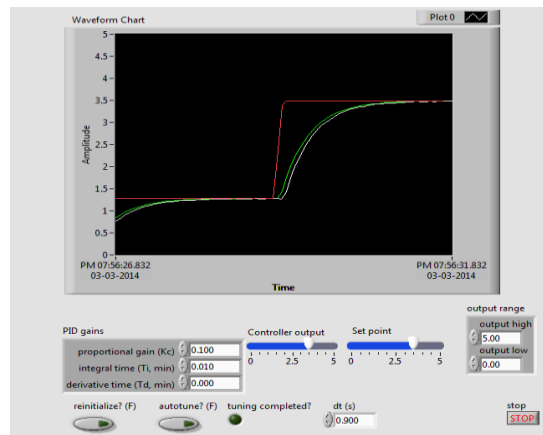 Waveform Chart
Plot 0
Amplitude
5
4.5
4
3.5
3
2.5
2
1.5
1
0.5
0
PM 07:56:26.832
03-03-2014
PM 07:56:31.832
03-03-2014
Time
PID gains
proportional gain (Kc) 0.100
integral time (Ti, min) 0.010
derivative time (Td, min) 0.000
Controller output
0 2.5 5
Set point
0 2.5 5
output range
output high
5.00
output low
0.00
reinitialize? (F)
autotune? (F)
tuning completed?
dt (s)
0.900
stop
STOP